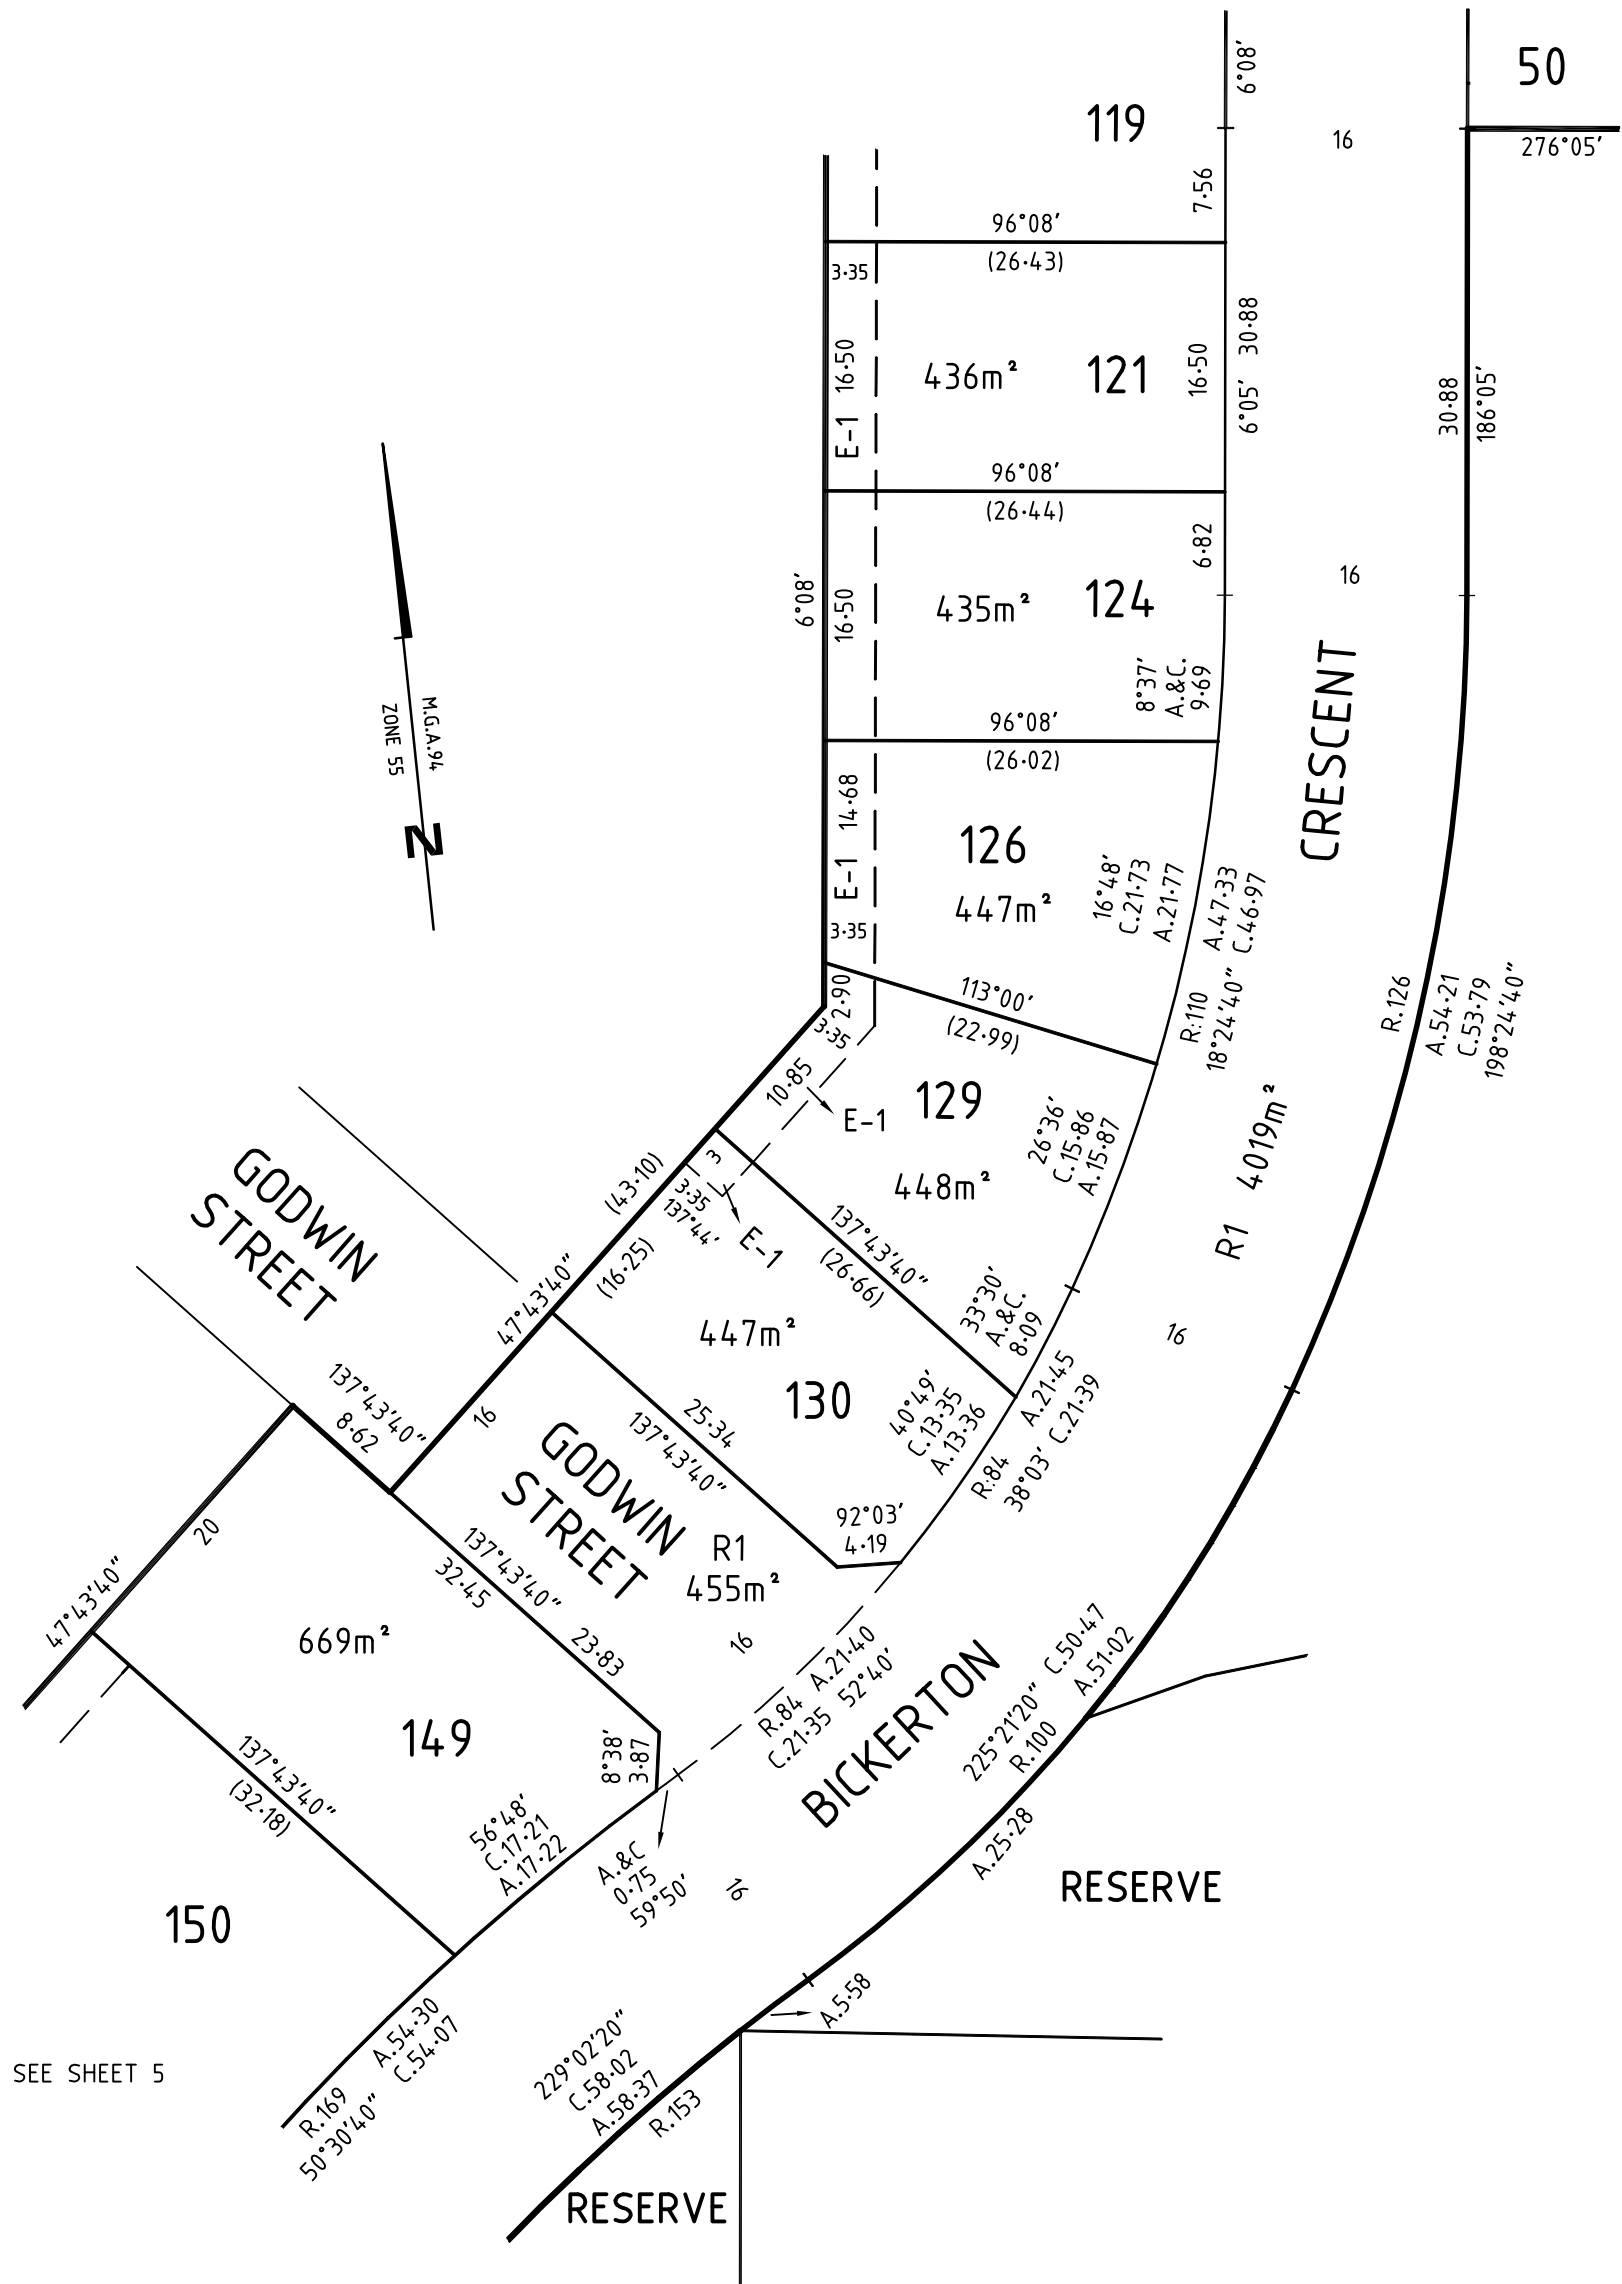 50
6°08'
119
16
276°05'
7·56
96°08'
(26·43)
3·35
16·50
E-1
436m²
121
16·50
6°05' 30·88
30·88
186°05'
96°08'
(26·44)
6·82
16
6°08'
16·50
435m²
124
8°37'
A.&C.
9·69
CRESCENT
M.G.A.94
ZONE 55
N
96°08'
(26·02)
E-1 14·68
3·35
126
447m²
16°48'
C.21·73
A.21·77
A.47·33
C.46·97
R.110
18°24'40"
R.126
A.54·21
C.53·79
198°24'40"
2·90
3·35
113°00'
(22·99)
10·85
E-1
129
448m²
26°36'
C.15·86
A.15·87
R1 4019m²
GODWIN
STREET
(43·10)
3
3·35
137°44'
E-1
(16·25)
47°43'40"
137°43'40"
(26·66)
33°30'
A.&C.
8·09
16
447m²
130
137°43'40"
8·62
16
25·34
137°43'40"
40°49'
C.13·35
A.13·36
A.21·45
C.21·39
R.84
38°03'
GODWIN
STREET
92°03'
4·19
R1
455m²
20
47°43'40"
137°43'40"
32·45
669m²
23·83
16
149
8°38'
3·87
R.84 A.21·40
C.21·35 52°40'
BICKERTON
225°21'20" C.50·47
A.51·02
R.100
137°43'40"
(32·18)
56°48'
C.17·21
A.17·22
A.&C
0·75
59°50'
16
A.25·28
RESERVE
150
A.5·58
A.54·30
C.54·07
SEE SHEET 5
R.169
50°30'40"
229°02'20"
C.58·02
A.58·37
R.153
RESERVE